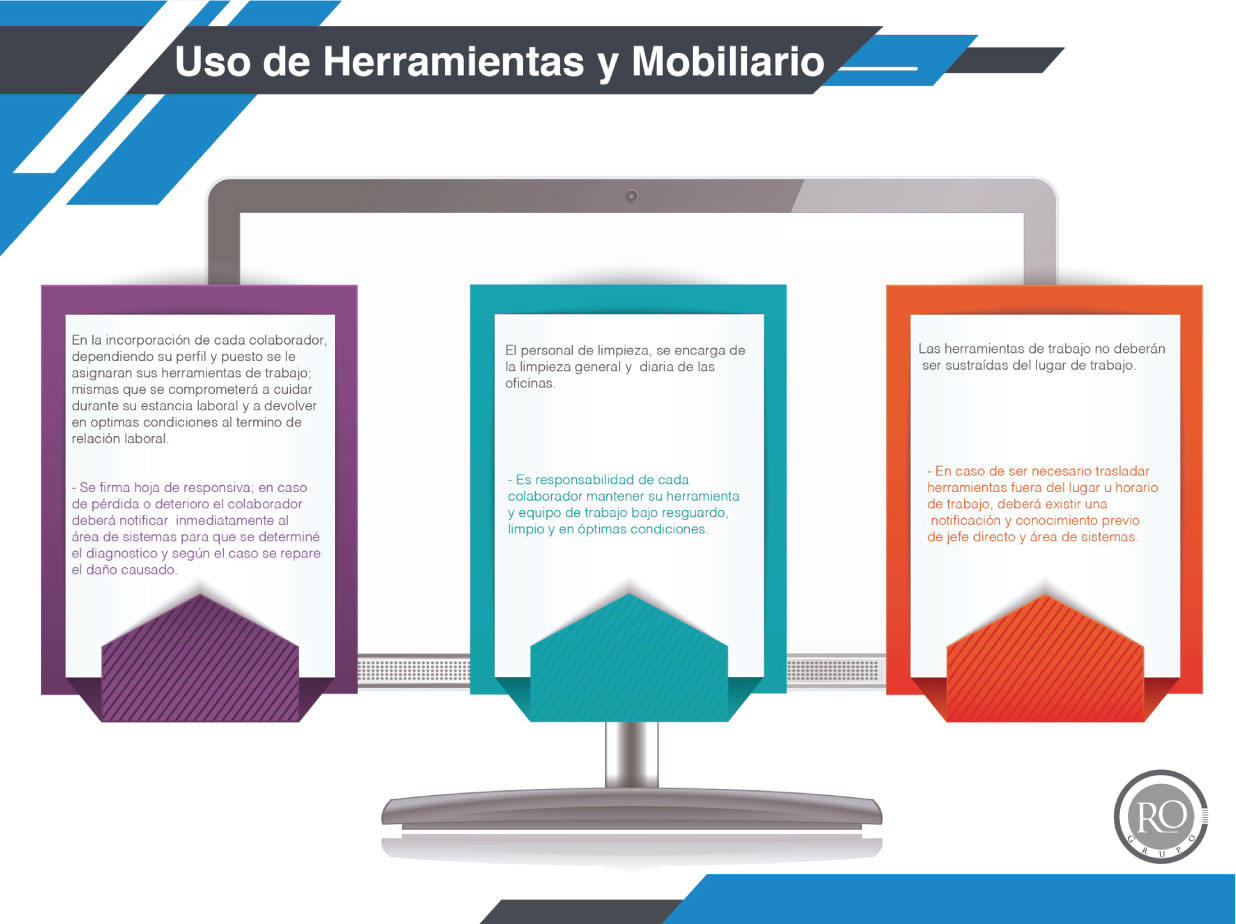 Uso de Herramientas y Mobiliario
En la incorporación de cada colaborador,
dependiendo su perfil y puesto se le
asignaran sus herramientas de trabajo;
mismas que se comprometerá a cuidar
durante su estancia laboral y a devolver
en optimas condiciones al termino de
relación laboral.
- Se firma hoja de responsiva; en caso
de pérdida o deterioro el colaborador
deberá notificar inmediatamente al
área de sistemas para que se determiné
el diagnostico y según el caso se repare
el daño causado.
El personal de limpieza, se encarga de
la limpieza general y diaria de las
oficinas.
- Es responsabilidad de cada
colaborador mantener su herramienta
y equipo de trabajo bajo resguardo,
limpio y en óptimas condiciones.
Las herramientas de trabajo no deberán
ser sustraídas del lugar de trabajo.
- En caso de ser necesario trasladar
herramientas fuera del lugar u horario
de trabajo, deberá existir una
notificación y conocimiento previo
de jefe directo y área de sistemas.
RO
GRUPO